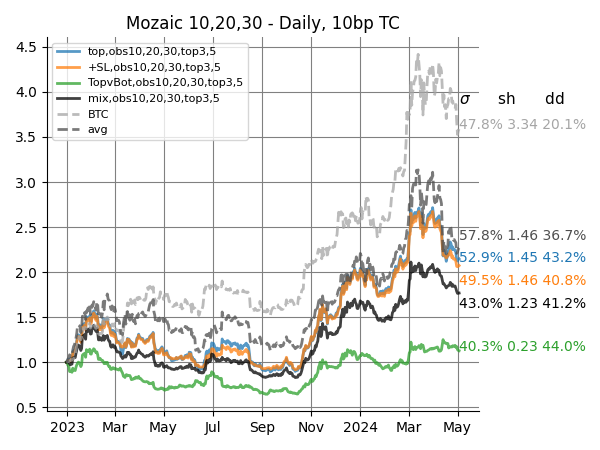 Mozaic 10,20,30 - Daily, 10bp TC
top,obs10,20,30,top3,5
+SL,obs10,20,30,top3,5
TopvBot,obs10,20,30,top3,5
mix,obs10,20,30,top3,5
BTC
avg
4.5
4.0
3.5
3.0
2.5
2.0
1.5
1.0
0.5
σ sh dd
47.8% 3.34 20.1%
57.8% 1.46 36.7%
52.9% 1.45 43.2%
49.5% 1.46 40.8%
43.0% 1.23 41.2%
40.3% 0.23 44.0%
2023 Mar May Jul Sep Nov 2024 Mar May